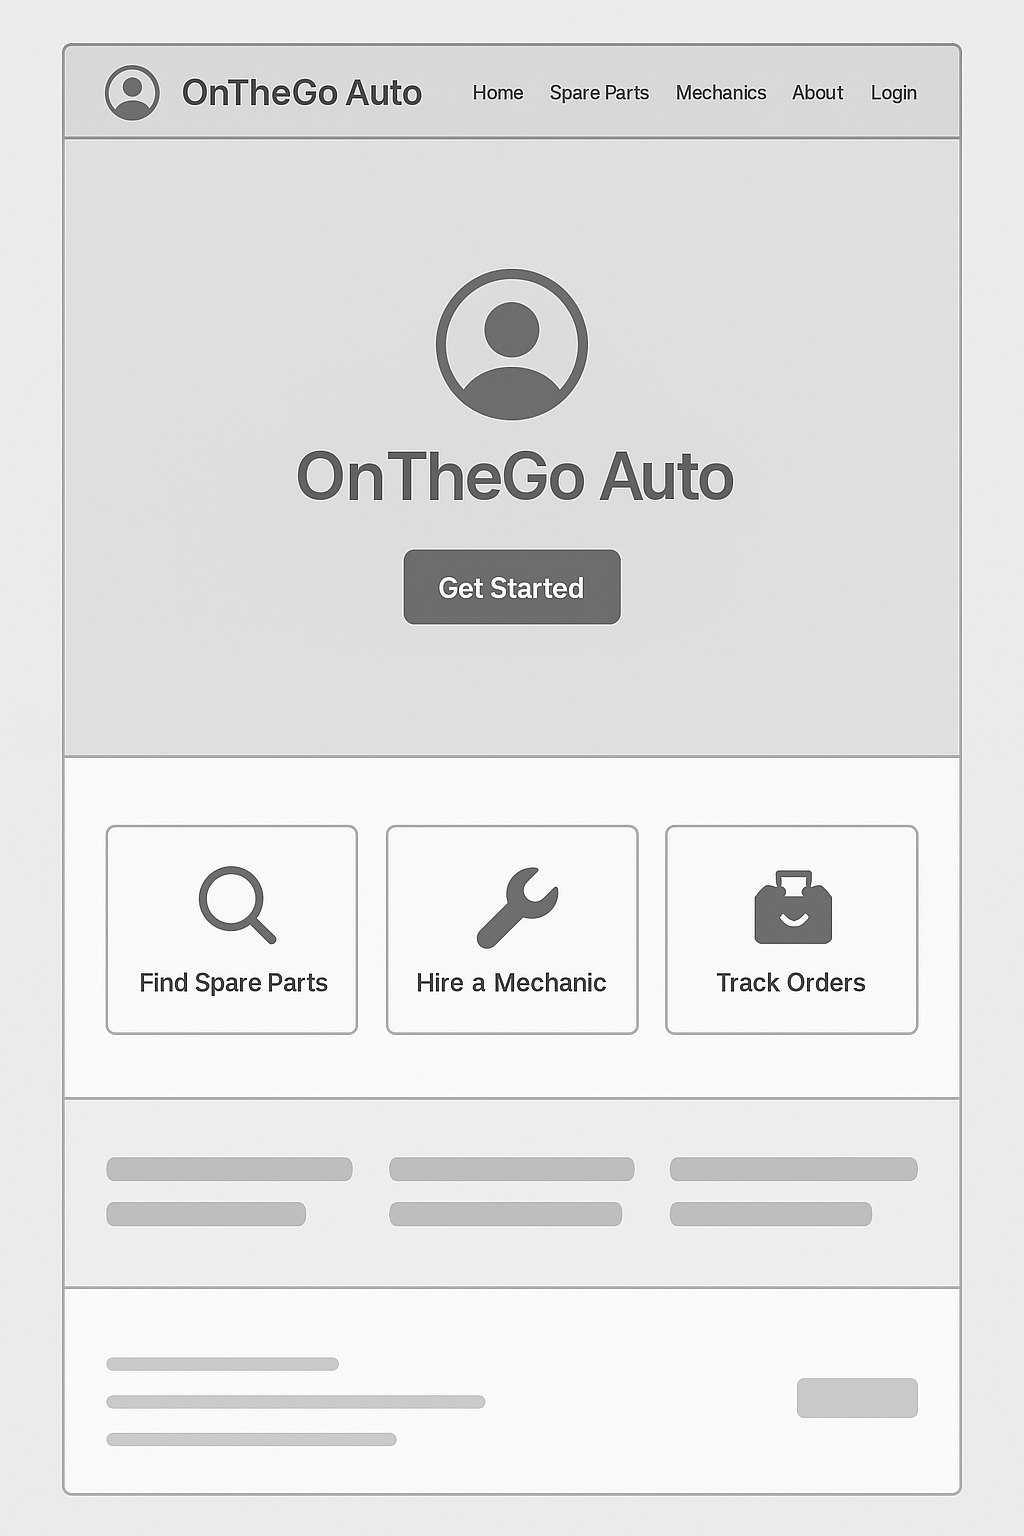 OnTheGo Auto Home Spare Parts Mechanics About Login
OnTheGo Auto
Get Started
Find Spare Parts Hire a Mechanic Track Orders